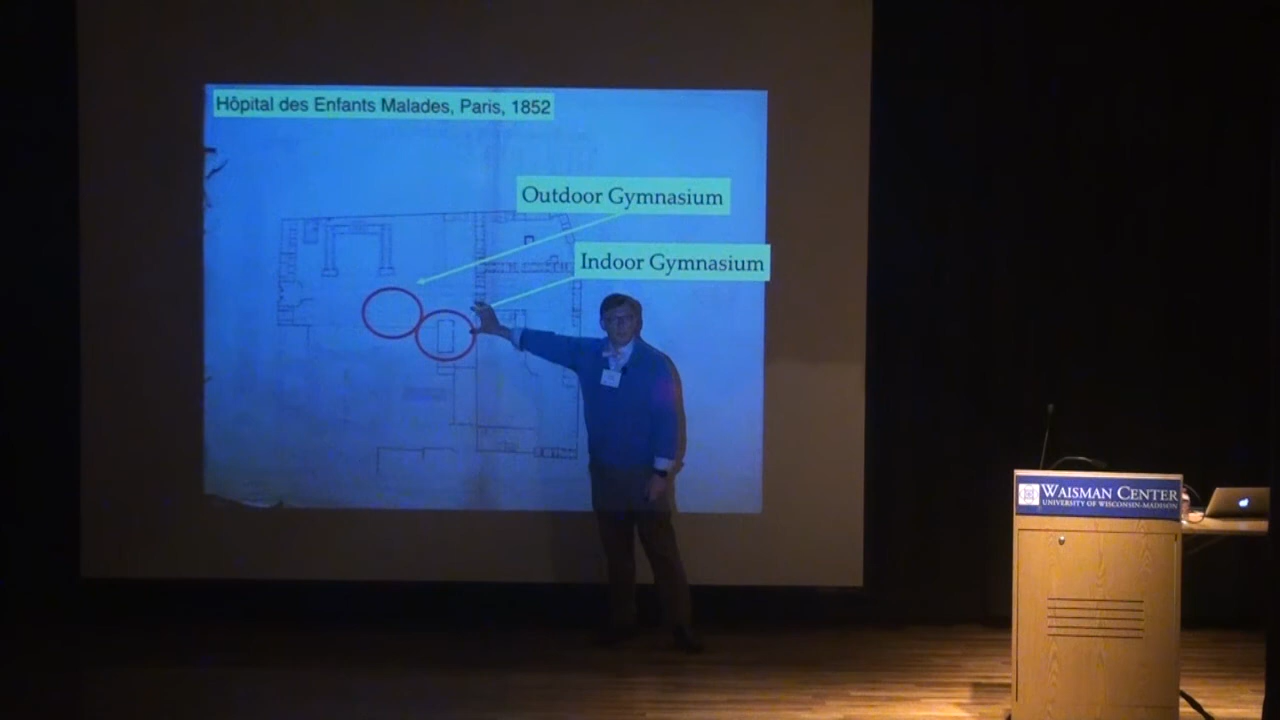 Hôpital des Enfants Malades, Paris, 1852
Outdoor Gymnasium
Indoor Gymnasium
WAISMAN CENTER
UNIVERSITY OF WISCONSIN-MADISON